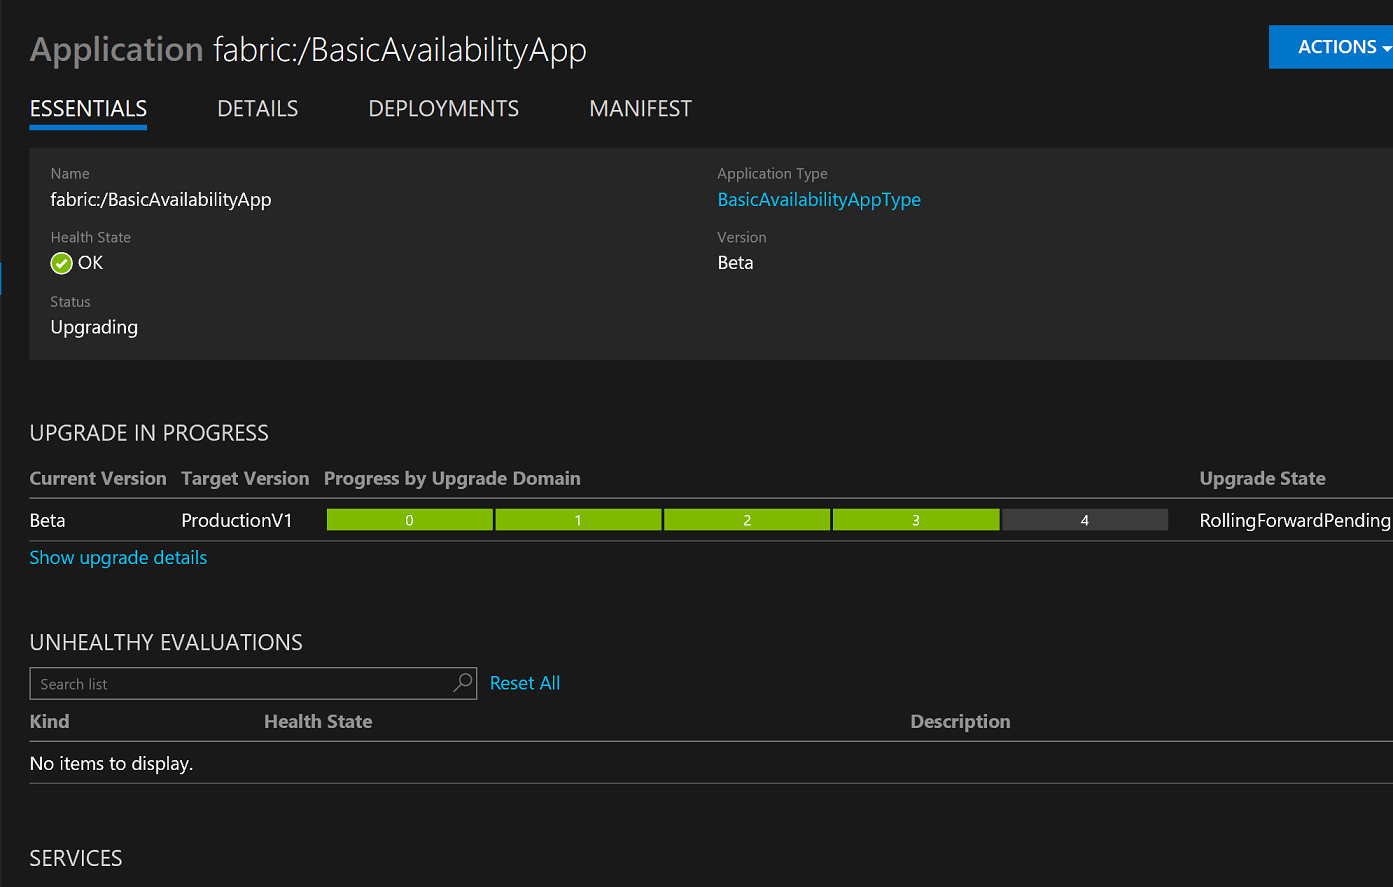 Application fabric:/BasicAvailabilityApp
ACTIONS
ESSENTIALS DETAILS DEPLOYMENTS MANIFEST
Name
fabric:/BasicAvailabilityApp
Application Type
BasicAvailabilityAppType
Health State
OK
Version
Beta
Status
Upgrading
UPGRADE IN PROGRESS
Current Version Target Version Progress by Upgrade Domain Upgrade State
Beta ProductionV1 0 1 2 3 4 RollingForwardPending
Show upgrade details
UNHEALTHY EVALUATIONS
Search list Reset All
Kind Health State Description
No items to display.
SERVICES